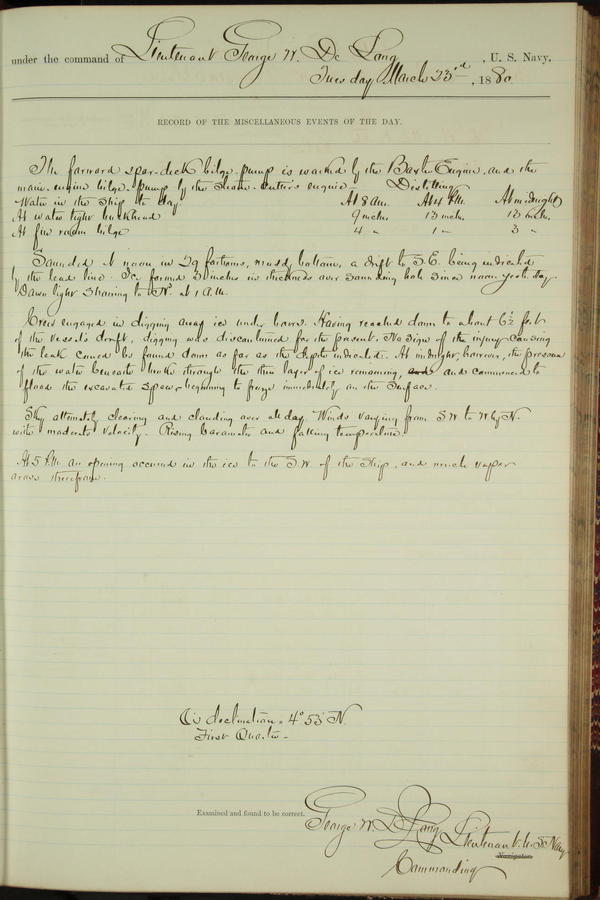 under the command of Lieutenant George W. De Long, U. S. Navy.
Tuesday March 23rd, 1880
RECORD OF THE MISCELLANEOUS EVENTS OF THE DAY.
The forward spar-deck bilge-pump is worked by the Baxter Engine, and the
main-engine bilge-pump by the steam-cutter's engine. Distilling
Water in the ship to day At 8 am. At 4 P.M. At midnight
At water tight bulkhead 9 inches. 13 inch. 13 inches.
At fire room bilge 4 " 1 " 3 "
Sounded at noon in 29 fathoms, muddy bottom, a drift to S.E. being indicated
by the lead line. Ice formed 3 inches in thickness over sounding hole since noon yesterday
Dawn light showing to Nd at 1 A.M.
Crew engaged in digging away ice under bows. Having reached down to about 6½ feet
of the vessel's draft, digging was discontinued for the present. No sign of the injury causing
the leak could be found down as far as the depth indicated. At midnight, however, the pressure
of the water beneath broke through the thin layer of ice remaining, and and commenced to
flood the excavated space, beginning to freeze immediately on the surface.
Sky alternately clearing and clouding over all day. Winds varying from SW to W by N.
with moderate velocity. Rising barometer and falling temperature.
At 5 P.M. an opening occurred in the ice to the S.W. of the Ship, and much vapor
arose therefrom.
declination = 4° 53' N.
First Quarter -
Examined and found to be correct.
George W. De Long Lieutenant U.S. Navy
Navigator.
Commanding